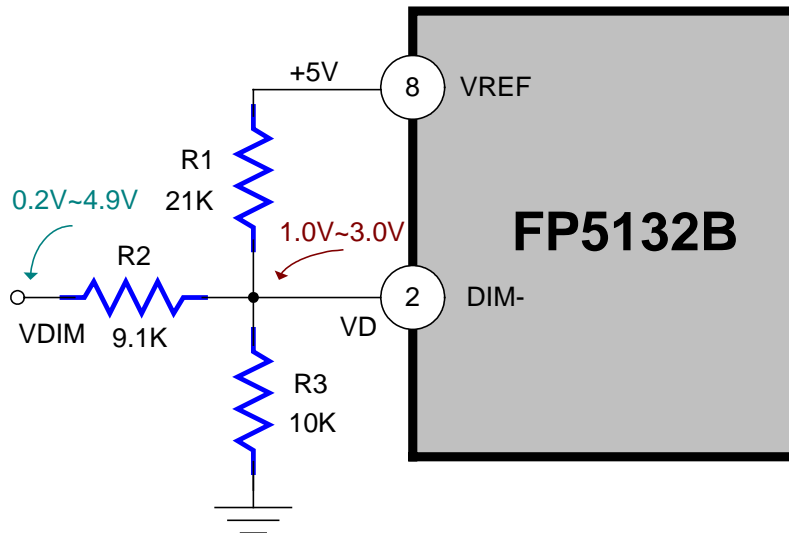 +5V
8
VREF
R1
21K
0.2V~4.9V
1.0V~3.0V
FP5132B
R2
2
DIM-
VDIM
9.1K
VD
R3
10K